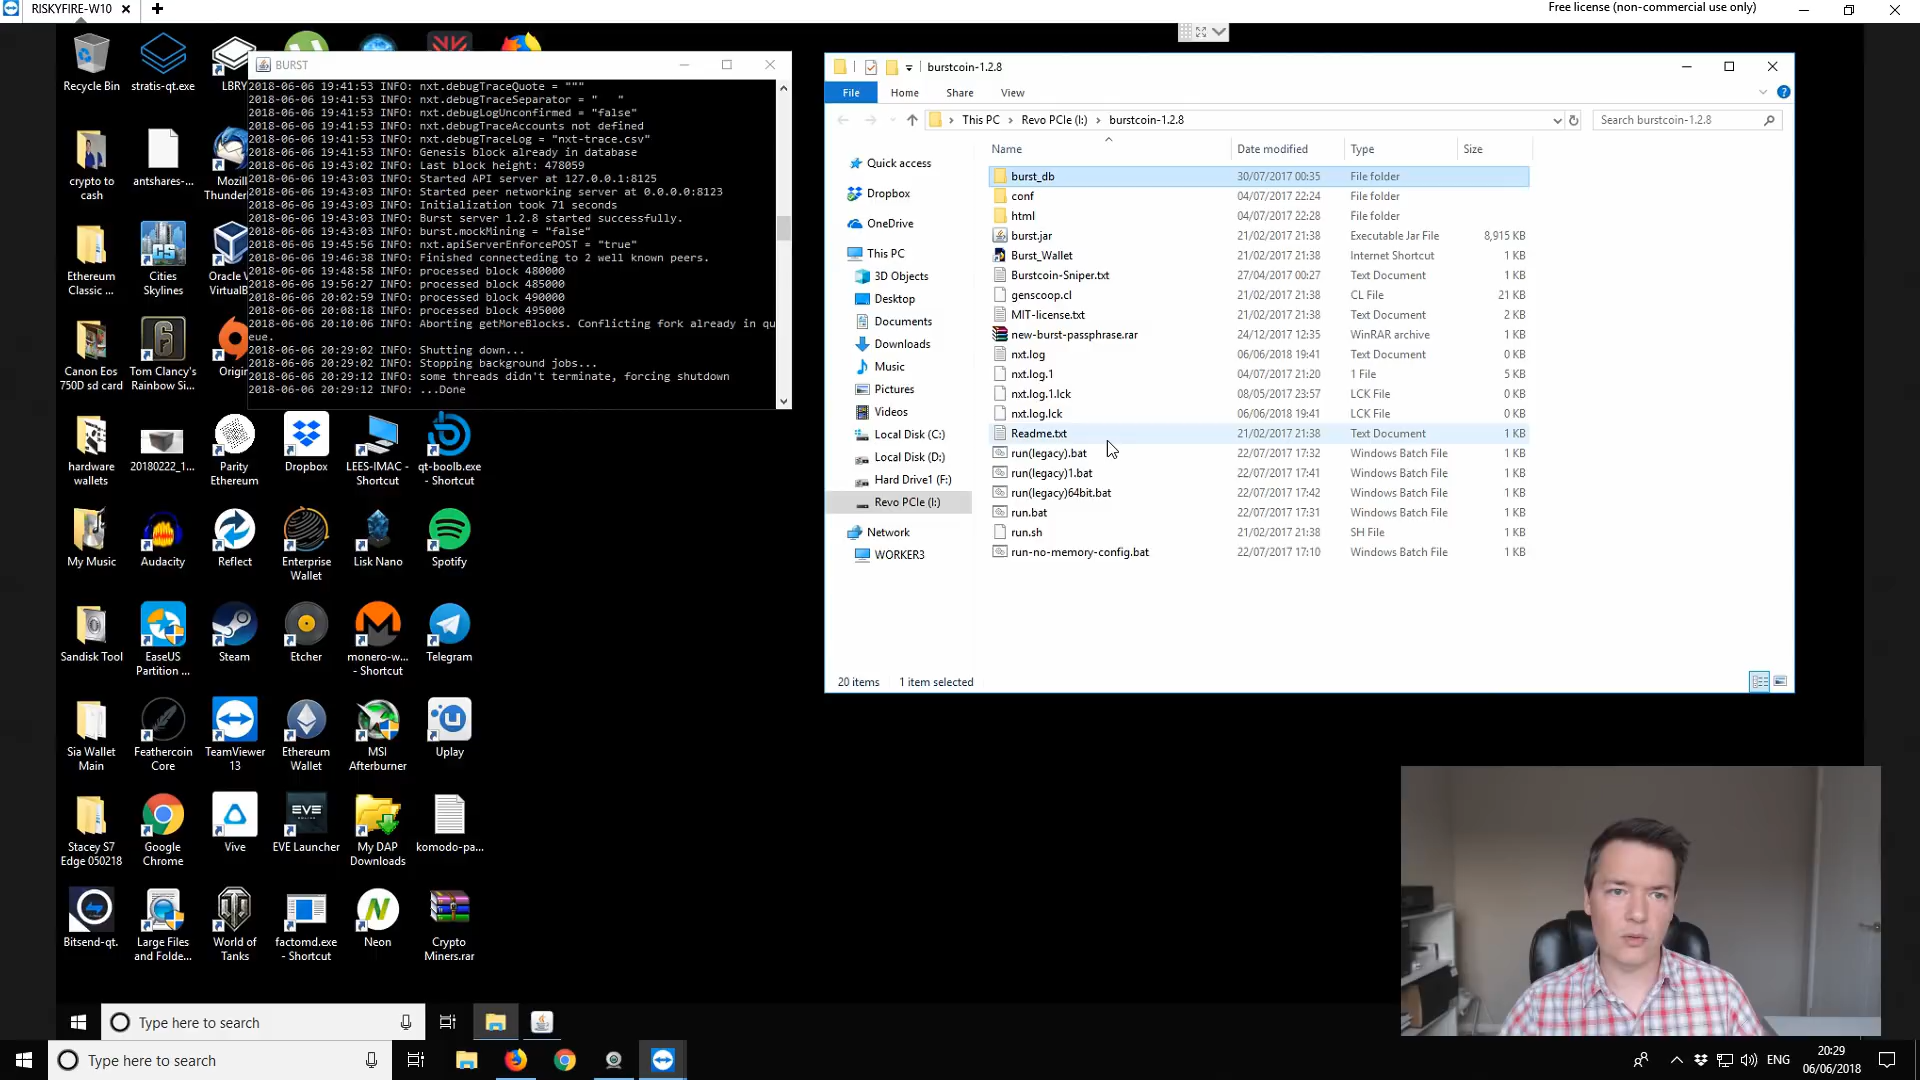 RISKYFIRE-W10
Free license (non-commercial use only)
Recycle Bin
stratis-qt.exe
LBRY
crypto to
cash
antshares-...
Mozill
Thunder
Ethereum
Classic ...
Cities
Skylines
Oracle V
VirtualB
Canon Eos
750D sd card
Tom Clancy's
Rainbow Si...
Origin
hardware
wallets
20180222_1...
Parity
Ethereum
Dropbox
LEES-IMAC -
Shortcut
qt-boolb.exe
- Shortcut
My Music
Audacity
Reflect
Enterprise
Wallet
Lisk Nano
Spotify
Sandisk Tool
EaseUS
Partition ...
Steam
Etcher
monero-w...
- Shortcut
Telegram
Sia Wallet
Main
Feathercoin
Core
TeamViewer
13
Ethereum
Wallet
MSI
Afterburner
Uplay
Stacey S7
Edge 050218
Google
Chrome
Vive
EVE
EVE Launcher
My DAP
Downloads
komodo-pa...
Bitsend-qt.
Large Files
and Folde...
World of
Tanks
factomd.exe
- Shortcut
Neon
Crypto
Miners.rar
BURST
2018-06-06 19:41:53 INFO: nxt.debugTraceQuote = """
2018-06-06 19:41:53 INFO: nxt.debugTraceSeparator = "   "
2018-06-06 19:41:53 INFO: nxt.debugLogUnconfirmed = "false"
2018-06-06 19:41:53 INFO: nxt.debugTraceAccounts not defined
2018-06-06 19:41:53 INFO: nxt.debugTraceLog = "nxt-trace.csv"
2018-06-06 19:41:53 INFO: Genesis block already in database
2018-06-06 19:43:02 INFO: Last block height: 478059
2018-06-06 19:43:03 INFO: Started API server at 127.0.0.1:8125
2018-06-06 19:43:03 INFO: Started peer networking server at 0.0.0.0:8123
2018-06-06 19:43:03 INFO: Initialization took 71 seconds
2018-06-06 19:43:03 INFO: Burst server 1.2.8 started successfully.
2018-06-06 19:43:03 INFO: burst.mockMining = "false"
2018-06-06 19:45:56 INFO: nxt.apiServerEnforcePOST = "true"
2018-06-06 19:46:38 INFO: Finished connecteding to 2 well known peers.
2018-06-06 19:48:58 INFO: processed block 480000
2018-06-06 19:56:27 INFO: processed block 485000
2018-06-06 20:02:59 INFO: processed block 490000
2018-06-06 20:08:18 INFO: processed block 495000
2018-06-06 20:10:06 INFO: Aborting getMoreBlocks. Conflicting fork already in qu
eue.
2018-06-06 20:29:02 INFO: Shutting down...
2018-06-06 20:29:02 INFO: Stopping background jobs...
2018-06-06 20:29:12 INFO: some threads didn't terminate, forcing shutdown
2018-06-06 20:29:12 INFO: ...Done
burstcoin-1.2.8
File Home Share View
This PC > Revo PCIe (I:) > burstcoin-1.2.8
Search burstcoin-1.2.8
Quick access
Dropbox
OneDrive
This PC
3D Objects
Desktop
Documents
Downloads
Music
Pictures
Videos
Local Disk (C:)
Local Disk (D:)
Hard Drive1 (F:)
Revo PCIe (I:)
Network
WORKER3
Name Date modified Type Size
burst_db 30/07/2017 00:35 File folder
conf 04/07/2017 22:24 File folder
html 04/07/2017 22:28 File folder
burst.jar 21/02/2017 21:38 Executable Jar File 8,915 KB
Burst_Wallet 21/02/2017 21:38 Internet Shortcut 1 KB
Burstcoin-Sniper.txt 27/04/2017 00:27 Text Document 1 KB
genscoop.cl 21/02/2017 21:38 CL File 21 KB
MIT-license.txt 21/02/2017 21:38 Text Document 2 KB
new-burst-passphrase.rar 24/12/2017 12:35 WinRAR archive 1 KB
nxt.log 06/06/2018 19:41 Text Document 0 KB
nxt.log.1 04/07/2017 21:20 1 File 5 KB
nxt.log.1.lck 08/05/2017 23:57 LCK File 0 KB
nxt.log.lck 06/06/2018 19:41 LCK File 0 KB
Readme.txt 21/02/2017 21:38 Text Document 1 KB
run(legacy).bat 22/07/2017 17:32 Windows Batch File 1 KB
run(legacy)1.bat 22/07/2017 17:41 Windows Batch File 1 KB
run(legacy)64bit.bat 22/07/2017 17:42 Windows Batch File 1 KB
run.bat 22/07/2017 17:31 Windows Batch File 1 KB
run.sh 21/02/2017 21:38 SH File 1 KB
run-no-memory-config.bat 22/07/2017 17:10 Windows Batch File 1 KB
20 items 1 item selected
Type here to search
Type here to search
ENG
20:29
06/06/2018